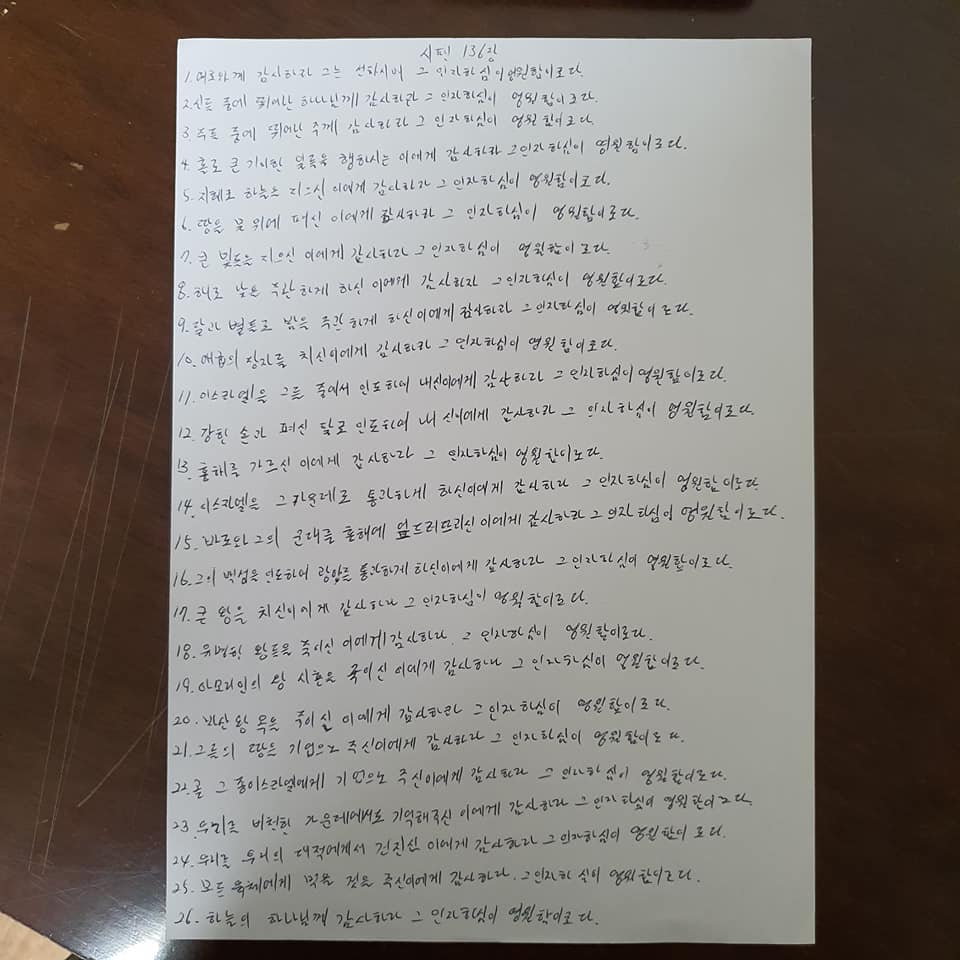 시편 136장
1. 여호와께 감사하라 그는 선하시며 그 인자하심이 영원함이로다.
2. 신들 중에 뛰어난 하나님께 감사하라 그 인자하심이 영원함이로다.
3. 주들 중에 뛰어난 주께 감사하라 그 인자하심이 영원함이로다.
4. 홀로 큰 기이한 일들을 행하시는 이에게 감사하라 그 인자하심이 영원함이로다.
5. 지혜로 하늘을 지으신 이에게 감사하라 그 인자하심이 영원함이로다.
6. 땅을 물 위에 펴신 이에게 감사하라 그 인자하심이 영원함이로다.
7. 큰 빛들을 지으신 이에게 감사하라 그 인자하심이 영원함이로다.
8. 해로 낮을 주관하게 하신 이에게 감사하라 그 인자하심이 영원함이로다.
9. 달과 별들로 밤을 주관하게 하신 이에게 감사하라 그 인자하심이 영원함이로다.
10. 애굽의 장자를 치신 이에게 감사하라 그 인자하심이 영원함이로다.
11. 이스라엘을 그들 중에서 인도하여 내신 이에게 감사하라 그 인자하심이 영원함이로다.
12. 강한 손과 펴신 팔로 인도하여 내신 이에게 감사하라 그 인자하심이 영원함이로다.
13. 홍해를 가르신 이에게 감사하라 그 인자하심이 영원함이로다.
14. 이스라엘을 그 가운데로 통과하게 하신 이에게 감사하라 그 인자하심이 영원함이로다.
15. 바로와 그의 군대를 홍해에 엎드러뜨리신 이에게 감사하라 그 인자하심이 영원함이로다.
16. 그의 백성을 인도하여 광야를 통과하게 하신 이에게 감사하라 그 인자하심이 영원함이로다.
17. 큰 왕을 치신 이에게 감사하라 그 인자하심이 영원함이로다.
18. 유명한 왕들을 죽이신 이에게 감사하라. 그 인자하심이 영원함이로다.
19. 아모리인의 왕 시혼을 죽이신 이에게 감사하라 그 인자하심이 영원함이로다.
20. 바산 왕 옥을 죽이신 이에게 감사하라 그 인자하심이 영원함이로다.
21. 그들의 땅을 기업으로 주신 이에게 감사하라 그 인자하심이 영원함이로다.
22. 곧 그 종 이스라엘에게 기업으로 주신 이에게 감사하라 그 인자하심이 영원함이로다.
23. 우리를 비천한 가운데에서도 기억해 주신 이에게 감사하라 그 인자하심이 영원함이로다.
24. 우리를 우리의 대적에게서 건지신 이에게 감사하라 그 인자하심이 영원함이로다.
25. 모든 육체에게 먹을 것을 주신 이에게 감사하라. 그 인자하심이 영원함이로다.
26. 하늘의 하나님께 감사하라 그 인자하심이 영원함이로다.